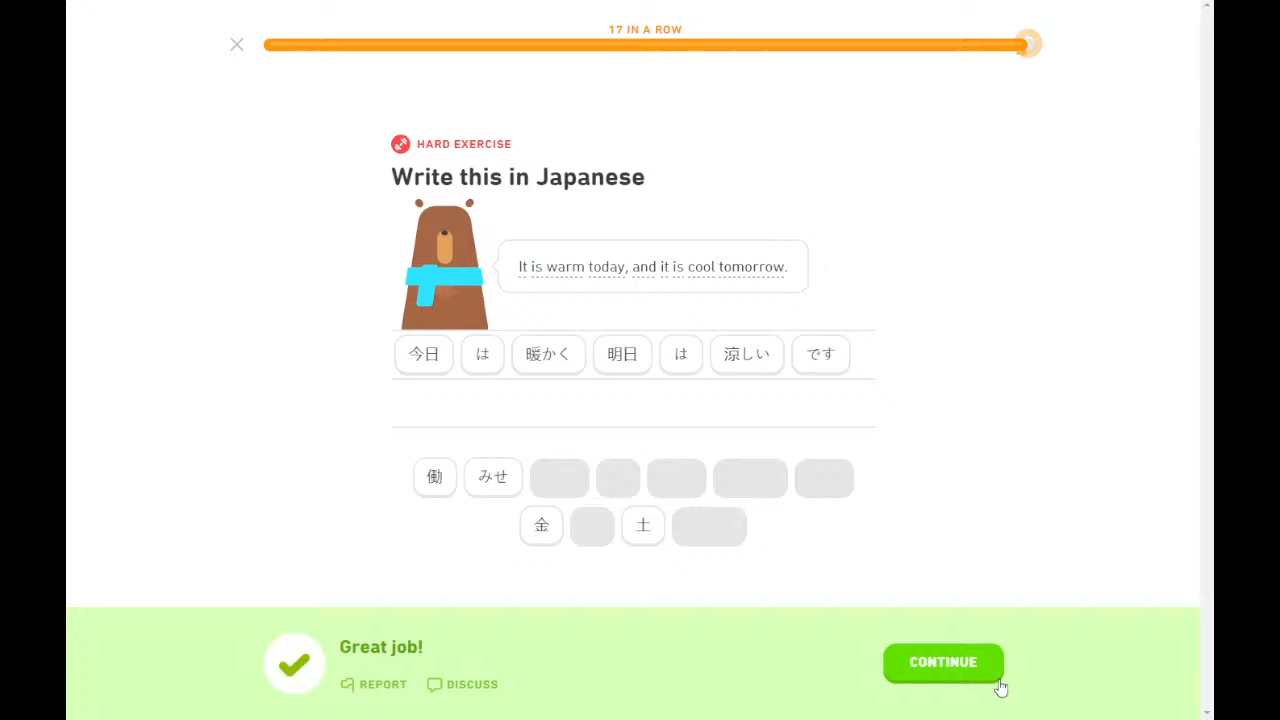 17 IN A ROW
HARD EXERCISE
Write this in Japanese
It is warm today, and it is cool tomorrow.
今日 は 暖かく 明日 は 涼しい です
働 みせ
金 土
Great job!
CONTINUE
REPORT DISCUSS